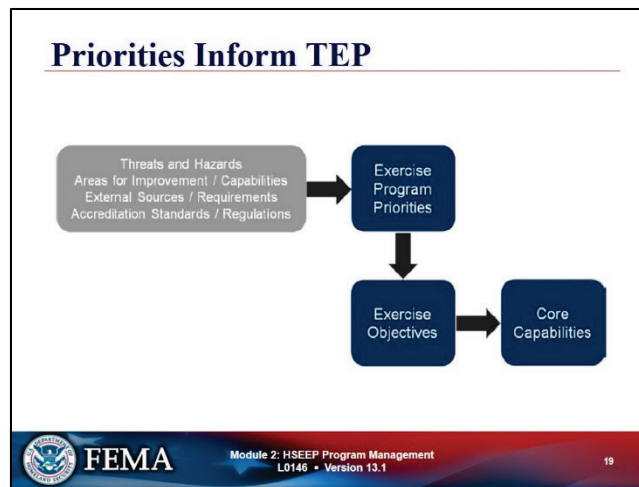 Priorities Inform TEP
Threats and Hazards
Areas for Improvement / Capabilities
External Sources / Requirements
Accreditation Standards / Regulations
Exercise
Program
Priorities
Exercise
Objectives
Core
Capabilities
FEMA
Module 2: HSEEP Program Management
L0146 • Version 13.1
19